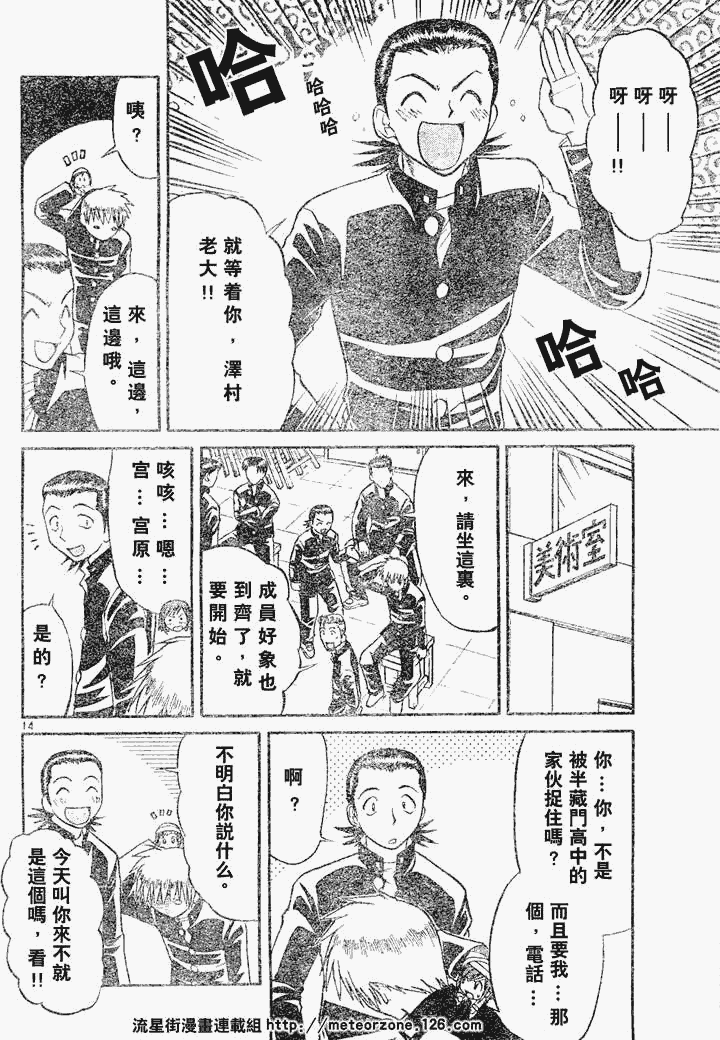 呀
呀
呀
——!!
哈
哈
哈
哈
就等着你，澤村
老大!!
哈
哈
咦？
來，這邊，
這邊哦。
美術室
來，請坐這裏。
成員好象也
到齊了，就
要開始。
咳咳…嗯
宮…宮原…
是的？
14
你…你，不是
被半藏門高中的
家伙捉住嗎？
而且要我…那
個，電話…
啊？
不明白你説什么。
今天叫你來不就
是這個嗎，看!!
流星街漫畫連載組 http://meteorzone.126.com